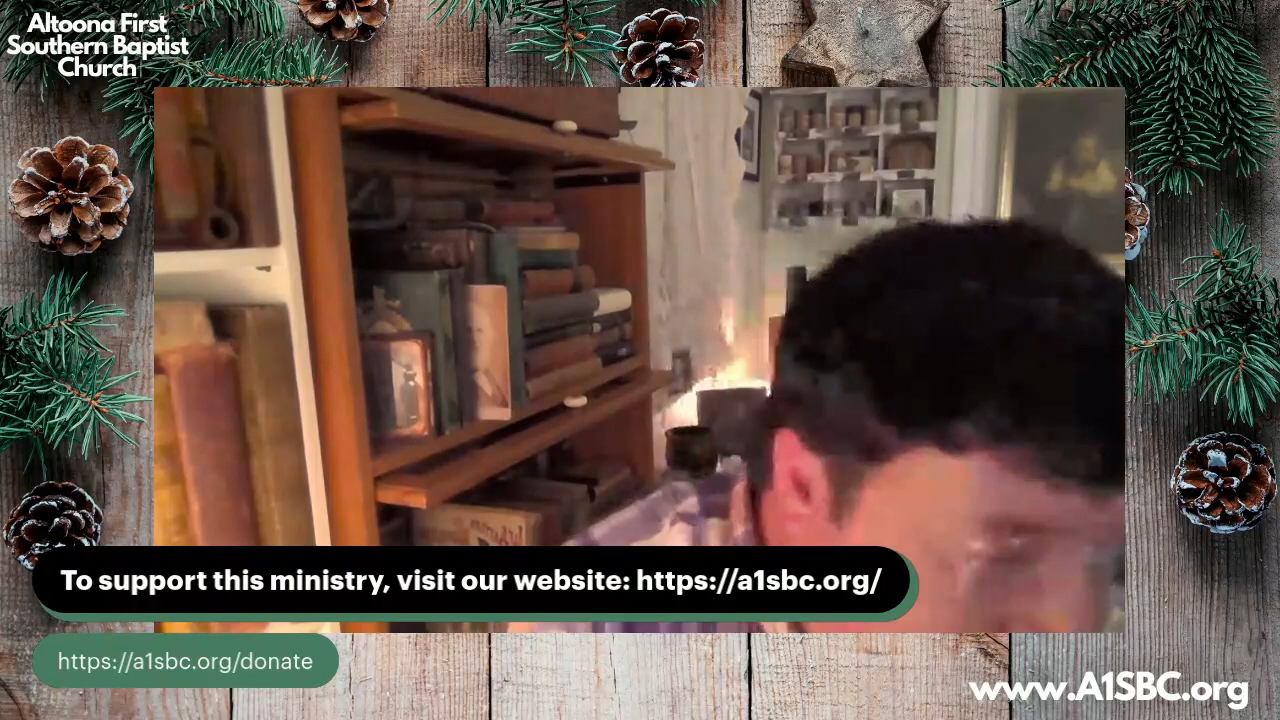 Altoona First
Southern Baptist
Church
To support this ministry, visit our website: https://a1sbc.org/
https://a1sbc.org/donate
www.A1SBC.org